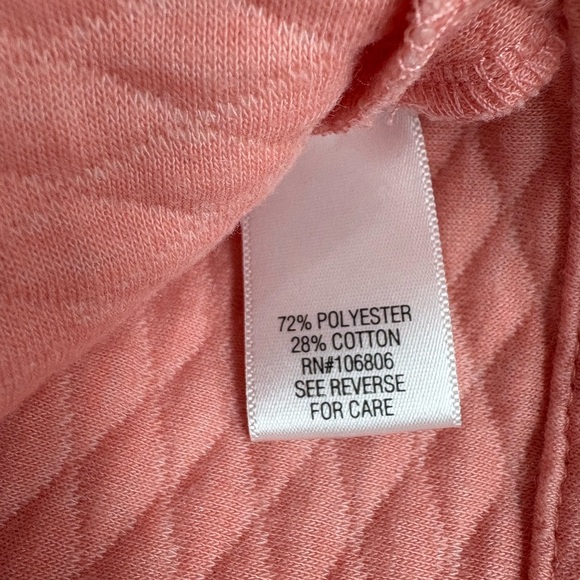 72% POLYESTER
28% COTTON
RN#106806
SEE REVERSE
FOR CARE